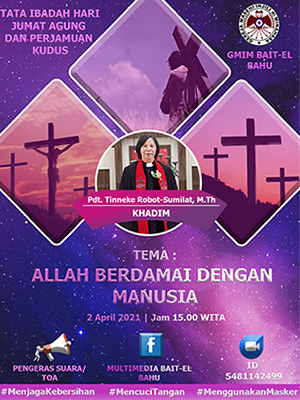 TATA IBADAH HARI
JUMAT AGUNG
DAN PERJAMUAN
KUDUS
GMIM BAIT-EL
BAHU
Pdt. Tinneke Robot-Sumilat, M.Th
KHADIM
TEMA :
ALLAH BERDAMAI DENGAN
MANUSIA
2 April 2021 | Jam 15.00 WITA
PENGERAS SUARA/
TOA
MULTIMEDIA BAIT-EL
BAHU
ID
5481142499
#MenjagaKebersihan #MencuciTangan #MenggunakanMasker